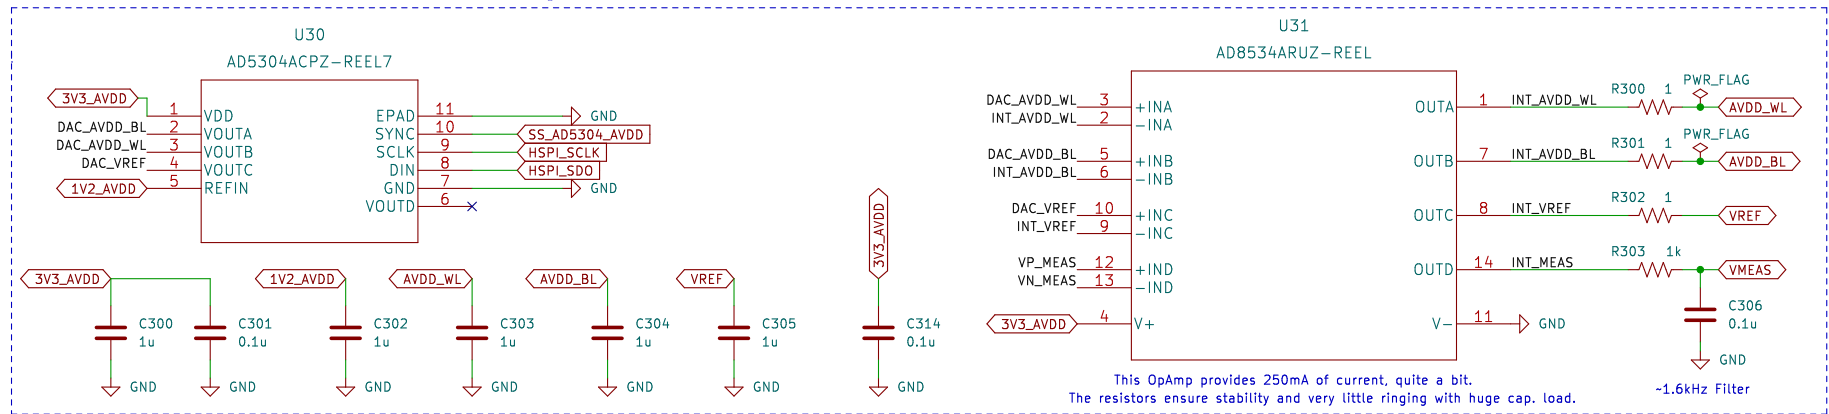 U30
AD5304ACPZ-REEL7
3V3_AVDD
DAC_AVDD_BL
DAC_AVDD_WL
DAC_VREF
1V2_AVDD
1 VDD
2 VOUTA
3 VOUTB
4 VOUTC
5 REFIN
EPAD 11 GND
SYNC 10 SS_AD5304_AVDD
SCLK 9 HSPI_SCLK
DIN 8 HSPI_SDO
GND 7 GND
VOUTD 6
3V3_AVDD
C300
1u
GND
C301
0.1u
GND
1V2_AVDD
C302
1u
GND
AVDD_WL
C303
1u
GND
AVDD_BL
C304
1u
GND
VREF
C305
1u
GND
3V3_AVDD
C314
0.1u
GND
U31
AD8534ARUZ-REEL
DAC_AVDD_WL 3 +INA
INT_AVDD_WL 2 -INA
DAC_AVDD_BL 5 +INB
INT_AVDD_BL 6 -INB
DAC_VREF 10 +INC
INT_VREF 9 -INC
VP_MEAS 12 +IND
VN_MEAS 13 -IND
3V3_AVDD 4 V+
OUTA 1 INT_AVDD_WL R300 1 PWR_FLAG AVDD_WL
OUTB 7 INT_AVDD_BL R301 1 PWR_FLAG AVDD_BL
OUTC 8 INT_VREF R302 1 VREF
OUTD 14 INT_MEAS R303 1k VMEAS
V- 11 GND
C306
0.1u
GND
~1.6kHz Filter
This OpAmp provides 250mA of current, quite a bit.
The resistors ensure stability and very little ringing with huge cap. load.